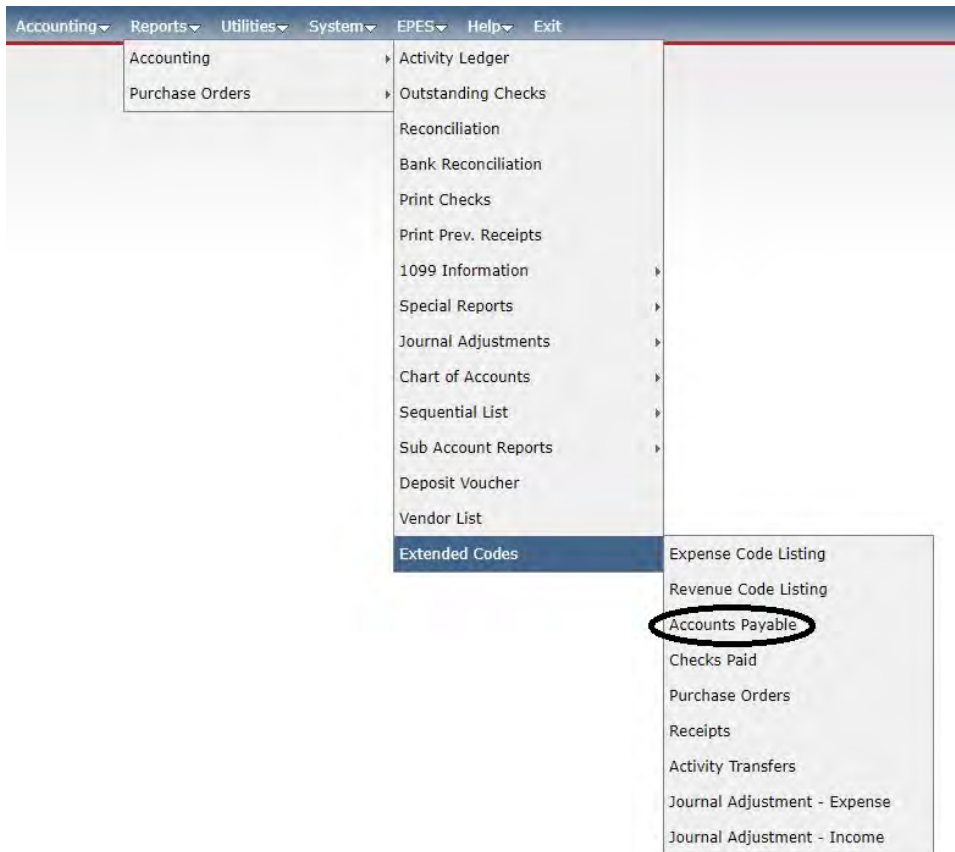 Accounting Reports Utilities System EPES Help Exit
Accounting
Purchase Orders
Activity Ledger
Outstanding Checks
Reconciliation
Bank Reconciliation
Print Checks
Print Prev. Receipts
1099 Information
Special Reports
Journal Adjustments
Chart of Accounts
Sequential List
Sub Account Reports
Deposit Voucher
Vendor List
Extended Codes
Expense Code Listing
Revenue Code Listing
Accounts Payable
Checks Paid
Purchase Orders
Receipts
Activity Transfers
Journal Adjustment - Expense
Journal Adjustment - Income